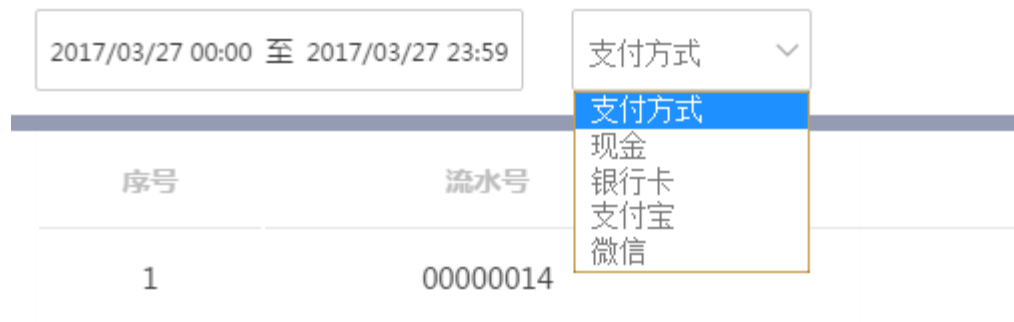 2017/03/27 00:00 至 2017/03/27 23:59 支付方式
支付方式
现金
银行卡
支付宝
微信
序号 流水号
1 00000014